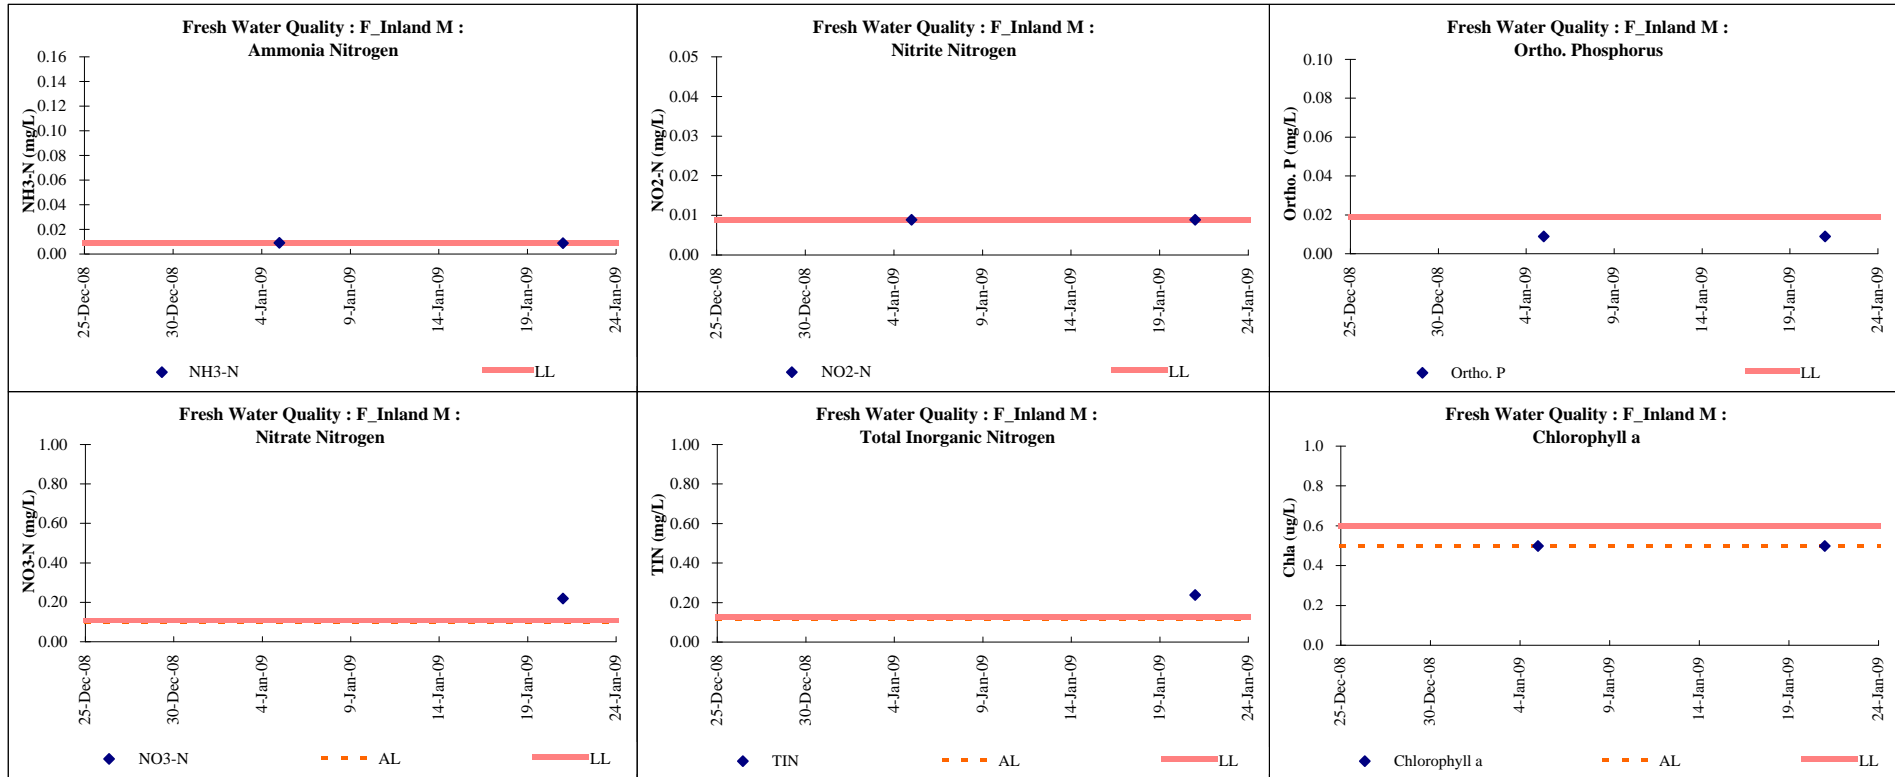 Fresh Water Quality : F_Inland M :
Ammonia Nitrogen
NH3-N (mg/L)
0.16
0.14
0.12
0.10
0.08
0.06
0.04
0.02
0.00
25-Dec-08
30-Dec-08
4-Jan-09
9-Jan-09
14-Jan-09
19-Jan-09
24-Jan-09
NH3-N
LL
Fresh Water Quality : F_Inland M :
Nitrite Nitrogen
NO2-N (mg/L)
0.05
0.04
0.03
0.02
0.01
0.00
25-Dec-08
30-Dec-08
4-Jan-09
9-Jan-09
14-Jan-09
19-Jan-09
24-Jan-09
NO2-N
LL
Fresh Water Quality : F_Inland M :
Ortho. Phosphorus
Ortho. P (mg/L)
0.10
0.08
0.06
0.04
0.02
0.00
25-Dec-08
30-Dec-08
4-Jan-09
9-Jan-09
14-Jan-09
19-Jan-09
24-Jan-09
Ortho. P
LL
Fresh Water Quality : F_Inland M :
Nitrate Nitrogen
NO3-N (mg/L)
1.00
0.80
0.60
0.40
0.20
0.00
25-Dec-08
30-Dec-08
4-Jan-09
9-Jan-09
14-Jan-09
19-Jan-09
24-Jan-09
NO3-N
AL
LL
Fresh Water Quality : F_Inland M :
Total Inorganic Nitrogen
TIN (mg/L)
1.00
0.80
0.60
0.40
0.20
0.00
25-Dec-08
30-Dec-08
4-Jan-09
9-Jan-09
14-Jan-09
19-Jan-09
24-Jan-09
TIN
AL
LL
Fresh Water Quality : F_Inland M :
Chlorophyll a
Chla (ug/L)
1.0
0.8
0.6
0.4
0.2
0.0
25-Dec-08
30-Dec-08
4-Jan-09
9-Jan-09
14-Jan-09
19-Jan-09
24-Jan-09
Chlorophyll a
AL
LL